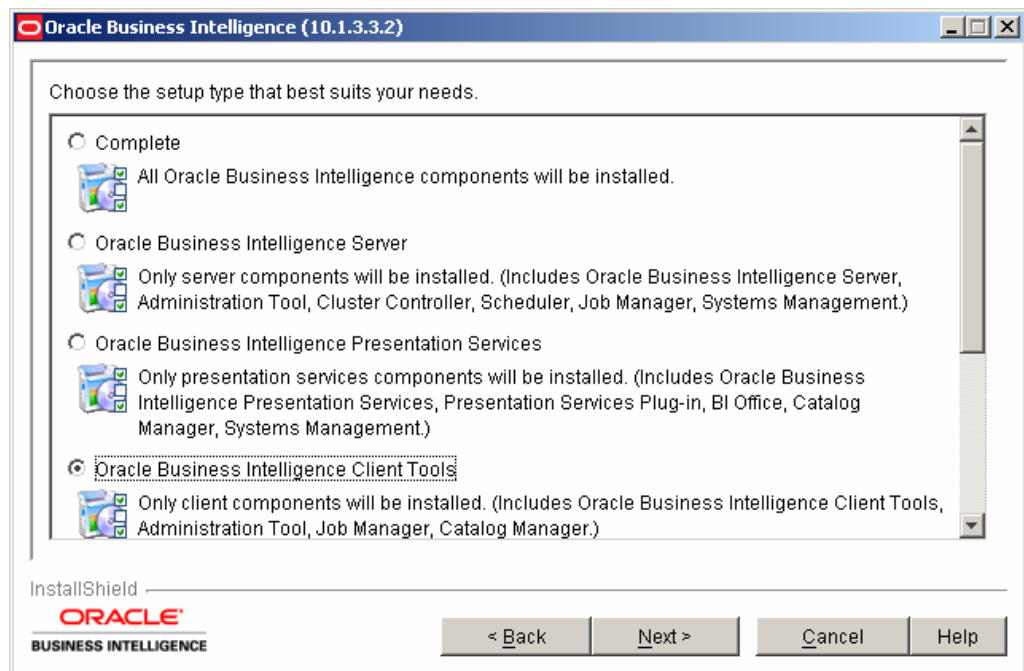 Oracle Business Intelligence (10.1.3.3.2)
Choose the setup type that best suits your needs.
Complete
All Oracle Business Intelligence components will be installed.
Oracle Business Intelligence Server
Only server components will be installed. (Includes Oracle Business Intelligence Server,
Administration Tool, Cluster Controller, Scheduler, Job Manager, Systems Management.)
Oracle Business Intelligence Presentation Services
Only presentation services components will be installed. (Includes Oracle Business
Intelligence Presentation Services, Presentation Services Plug-in, BI Office, Catalog
Manager, Systems Management.)
Oracle Business Intelligence Client Tools
Only client components will be installed. (Includes Oracle Business Intelligence Client Tools,
Administration Tool, Job Manager, Catalog Manager.)
InstallShield
ORACLE
BUSINESS INTELLIGENCE
< Back
Next >
Cancel
Help